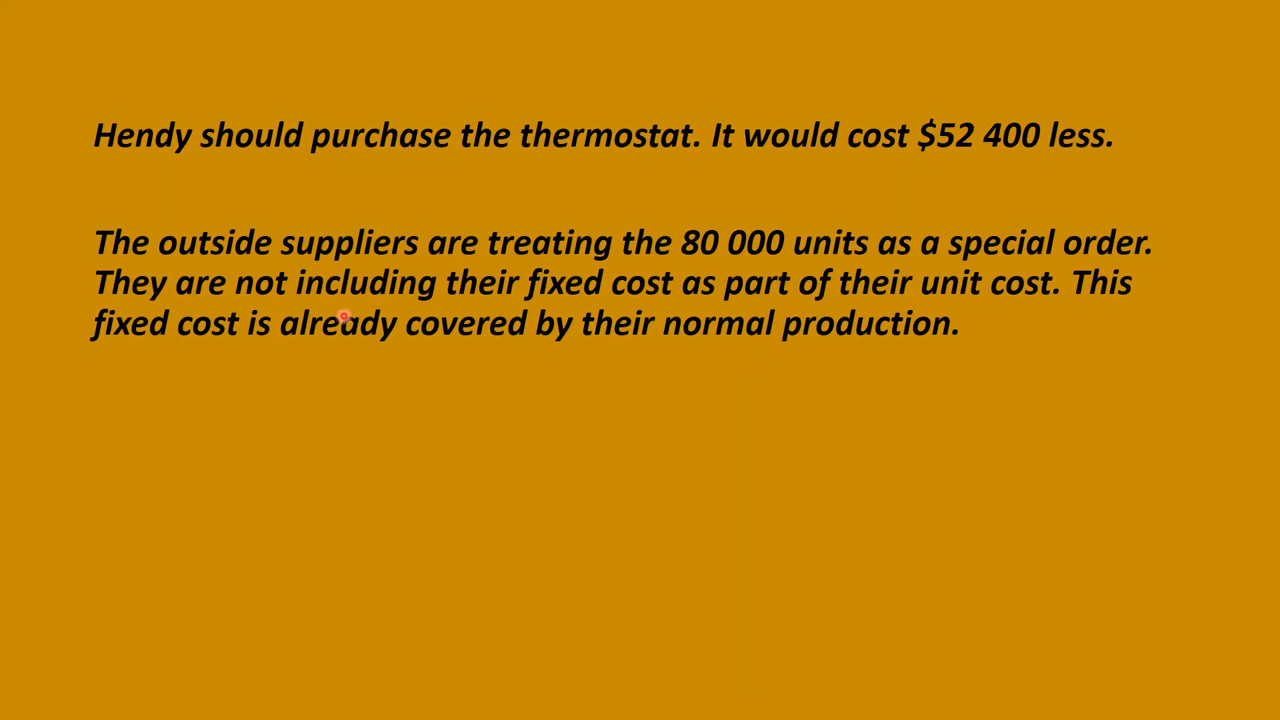 Hendy should purchase the thermostat. It would cost $52 400 less.
The outside suppliers are treating the 80 000 units as a special order.
They are not including their fixed cost as part of their unit cost. This
fixed cost is already covered by their normal production.